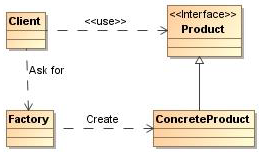 Client
<<use>>
<<Interface>>
Product
Ask for
Factory
Create
ConcreteProduct